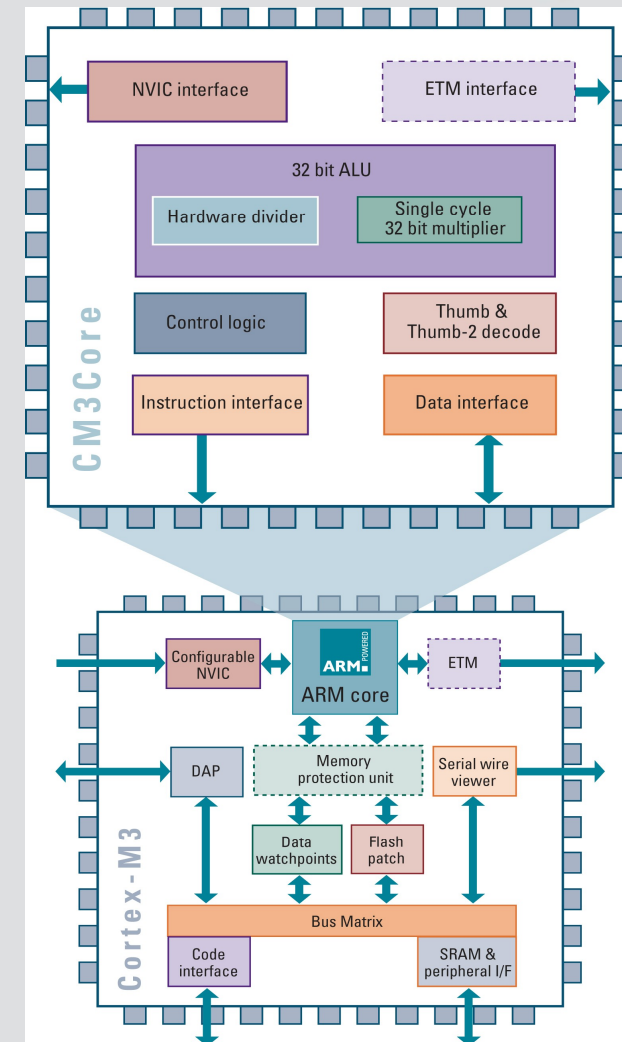 NVIC interface
ETM interface
32 bit ALU
Hardware divider
Single cycle
32 bit multiplier
Control logic
Thumb &
Thumb-2 decode
Instruction interface
Data interface
CM3Core
Configurable
NVIC
ARM
POWERED
ARM core
ETM
DAP
Memory
protection unit
Serial wire
viewer
Data
watchpoints
Flash
patch
Bus Matrix
Code
interface
SRAM &
peripheral I/F
Cortex-M3